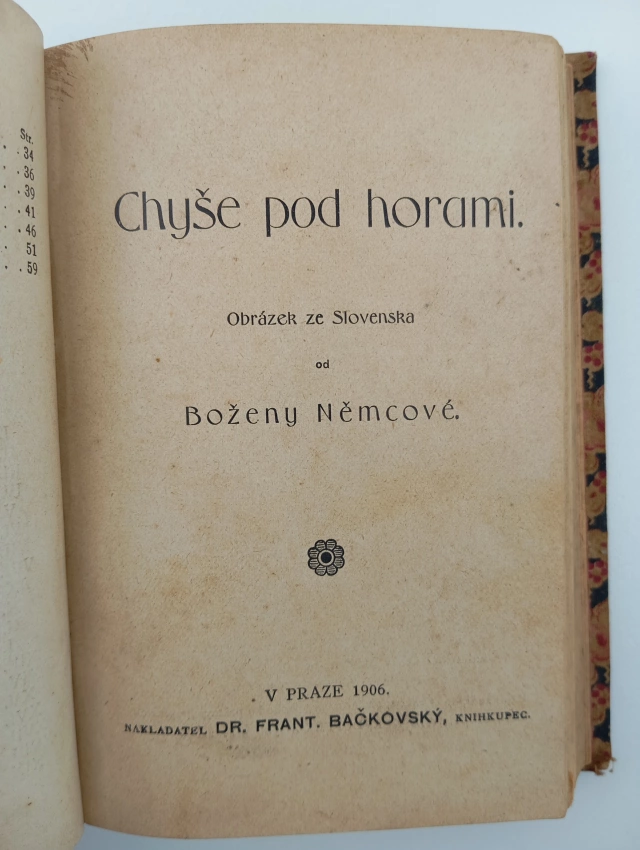 Str.
. . 34
. . 36
. . 39
. . 41
. . 46
. 51
. . 59
Chyše pod horami.
Obrázek ze Slovenska
od
Boženy Němcové.
V PRAZE 1906.
NAKLADATEL DR. FRANT. BAČKOVSKÝ, KNIHKUPEC.